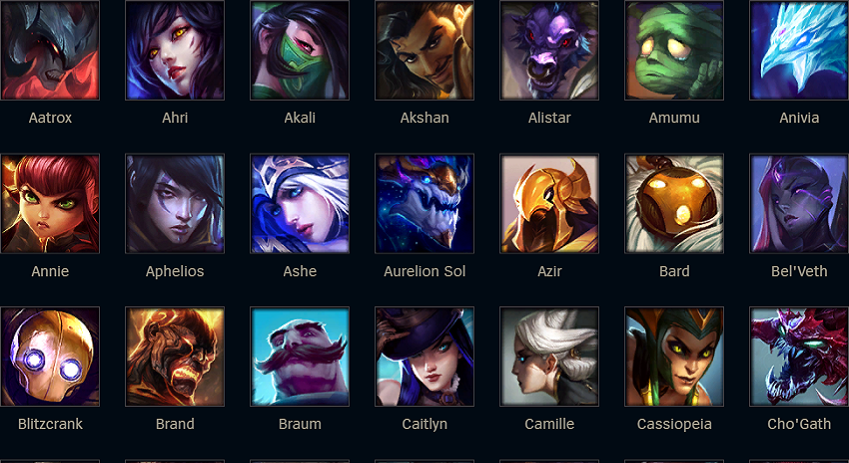 Aatrox
Ahri
Akali
Akshan
Alistar
Amumu
Anivia
Annie
Aphelios
Ashe
Aurelion Sol
Azir
Bard
Bel'Veth
Blitzcrank
Brand
Braum
Caitlyn
Camille
Cassiopeia
Cho'Gath